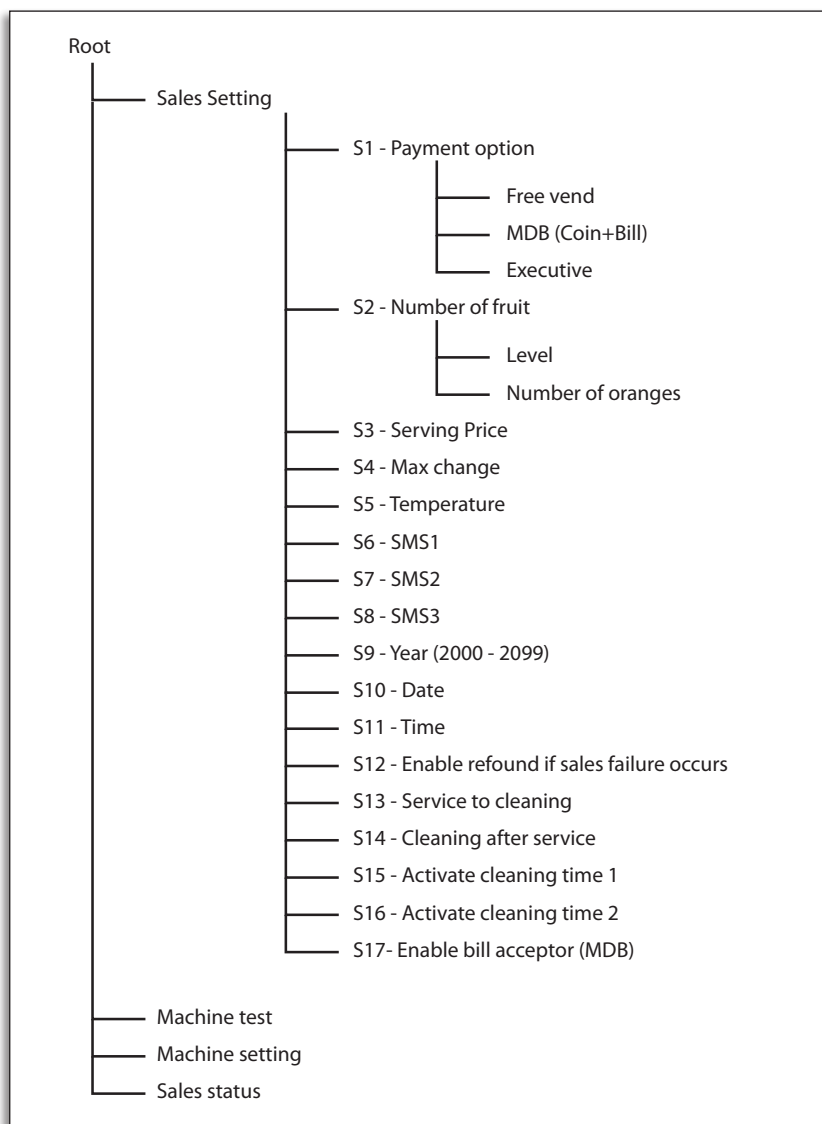 Root
Sales Setting
S1 - Payment option
Free vend
MDB (Coin+Bill)
Executive
S2 - Number of fruit
Level
Number of oranges
S3 - Serving Price
S4 - Max change
S5 - Temperature
S6 - SMS1
S7 - SMS2
S8 - SMS3
S9 - Year (2000 - 2099)
S10 - Date
S11 - Time
S12 - Enable refound if sales failure occurs
S13 - Service to cleaning
S14 - Cleaning after service
S15 - Activate cleaning time 1
S16 - Activate cleaning time 2
S17- Enable bill acceptor (MDB)
Machine test
Machine setting
Sales status